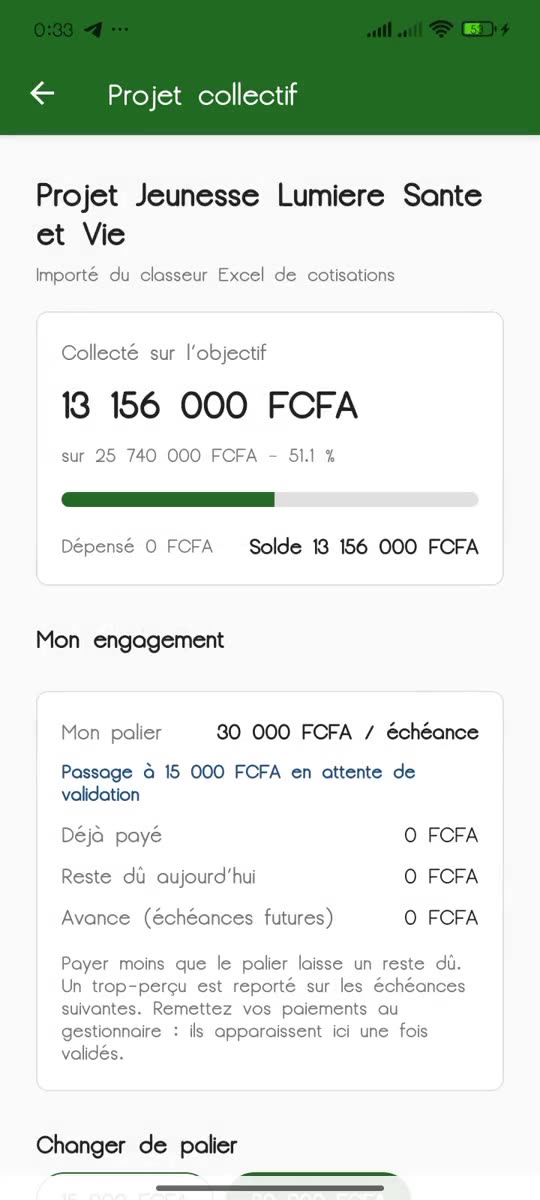 0:33
51
Projet collectif
Projet Jeunesse Lumiere Sante
et Vie
Importé du classeur Excel de cotisations
Collecté sur l'objectif
13 156 000 FCFA
sur 25 740 000 FCFA - 51.1 %
Dépensé 0 FCFA Solde 13 156 000 FCFA
Mon engagement
Mon palier 30 000 FCFA / échéance
Passage à 15 000 FCFA en attente de
validation
Déjà payé 0 FCFA
Reste dû aujourd'hui 0 FCFA
Avance (échéances futures) 0 FCFA
Payer moins que le palier laisse un reste dû.
Un trop-perçu est reporté sur les échéances
suivantes. Remettez vos paiements au
gestionnaire : ils apparaissent ici une fois
validés.
Changer de palier